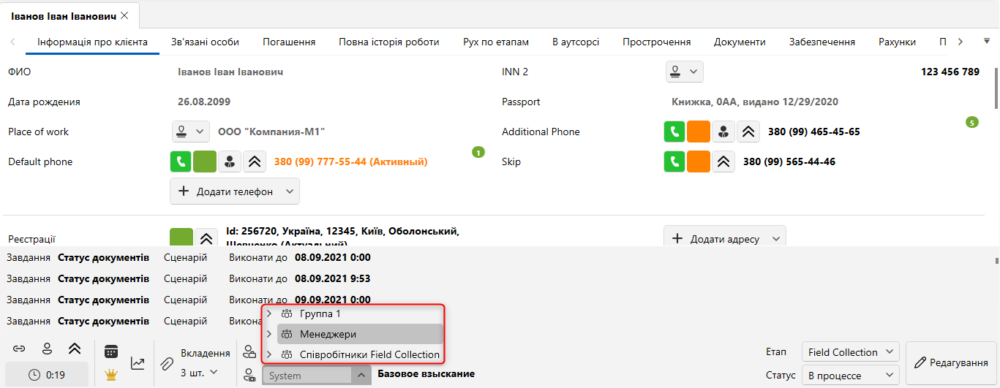 Іванов Іван Іванович
Інформація про клієнта Зв'язані особи Погашення Повна історія роботи Рух по етапам В аутсорсі Прострочення Документи Забезпечення Рахунки П
ФИО Іванов Іван Іванович INN 2 123 456 789
Дата рождения 26.08.2099 Passport Книжка, 0АА, видано 12/29/2020
Place of work ООО "Компания-М1" Additional Phone 380 (99) 465-45-65 5
Default phone 380 (99) 777-55-44 (Активный) 1 Skip 380 (99) 565-44-46
Додати телефон
Реєстрації Id: 256720, Україна, 12345, Київ, Оболонський, Додати адресу
Шевченко (Актуальний)
Завдання Статус документів Сценарій Виконати до 08.09.2021 0:00
Завдання Статус документів Сценарій Виконати до 08.09.2021 9:53
Завдання Статус документів Сценарій Виконати до 09.09.2021 0:00
Завдання Статус документів Сценарій Викона
Группа 1
Менеджери
Співробітники Field Collection
0:19
Вкладення
3 шт.
System Базовое взыскание
Етап Field Collection
Статус В процессе
Редагування